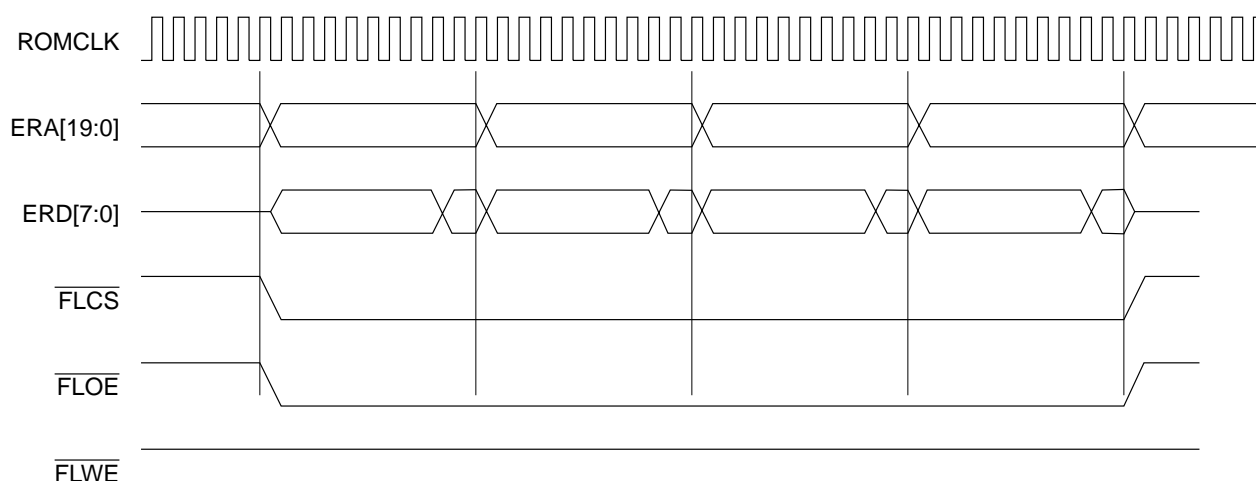 ROMCLK
ERA[19:0]
ERD[7:0]
FLCS
FLOE
FLWE